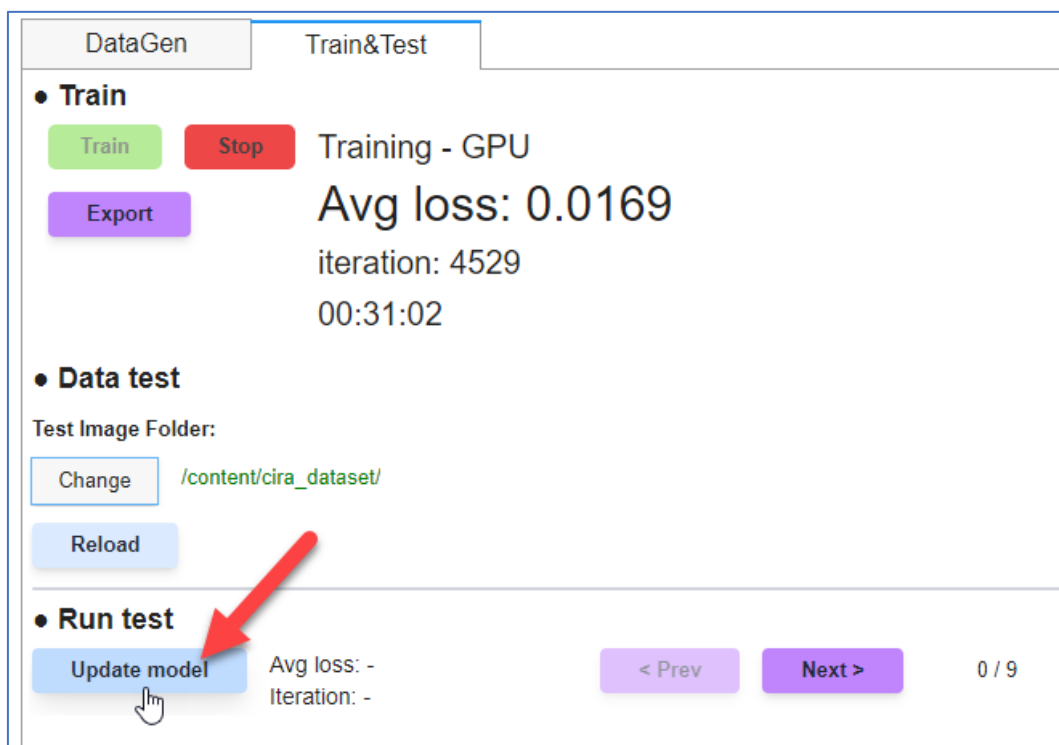 DataGen Train&Test
● Train
Train Stop Training - GPU
Export Avg loss: 0.0169
iteration: 4529
00:31:02
● Data test
Test Image Folder:
Change /content/cira_dataset/
Reload
● Run test
Update model Avg loss: - < Prev Next > 0 / 9
Iteration: -